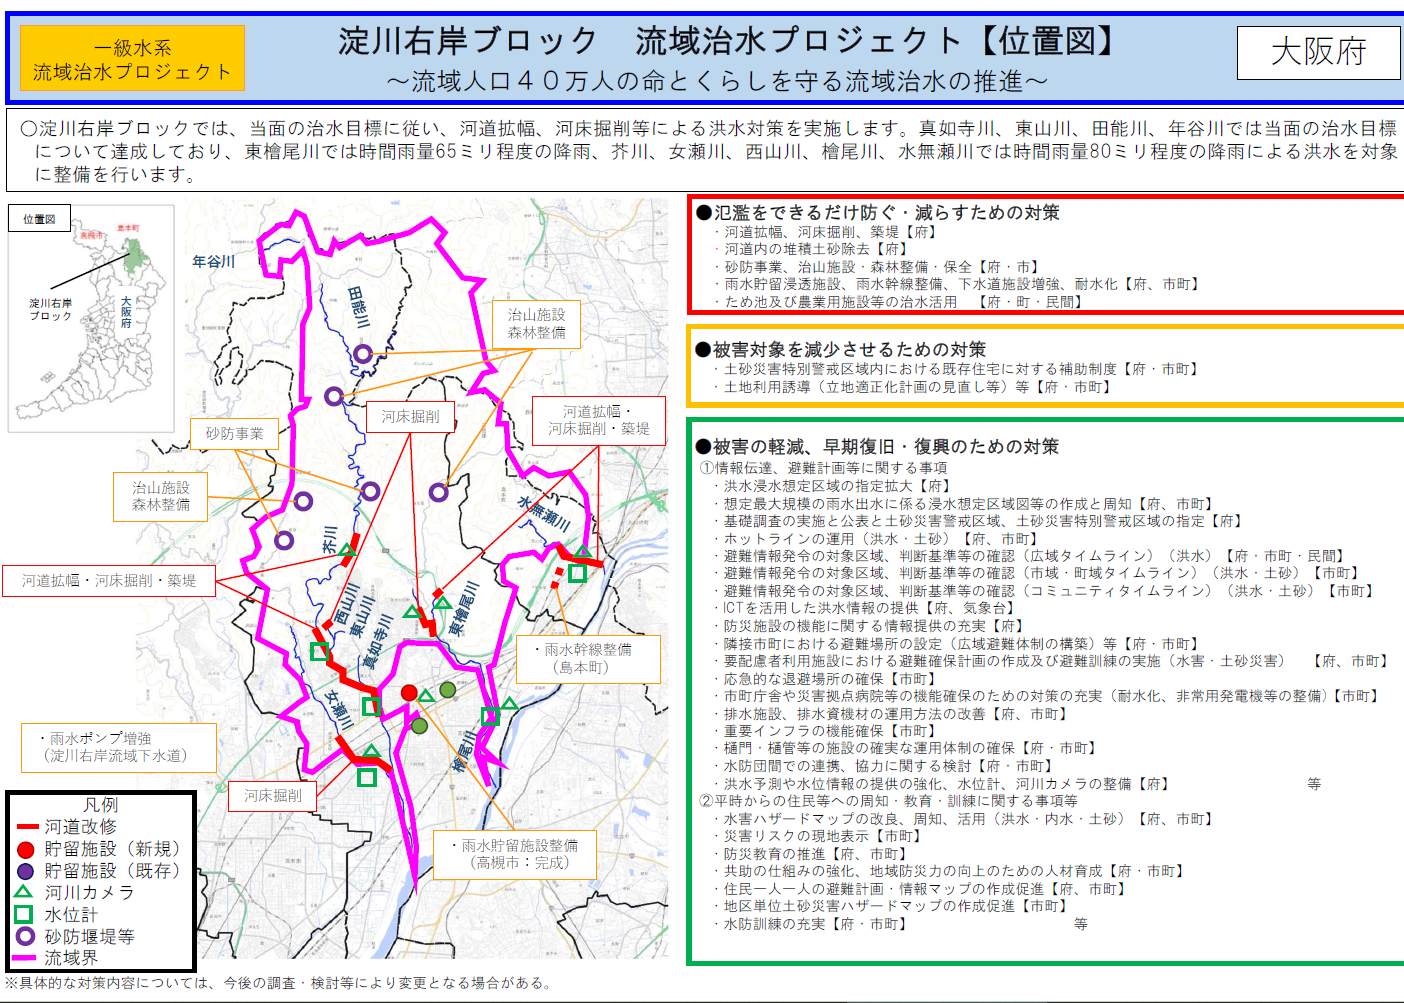 一級水系
流域治水プロジェクト
淀川右岸ブロック　流域治水プロジェクト【位置図】
～流域人口４０万人の命とくらしを守る流域治水の推進～
大阪府
〇淀川右岸ブロックでは、当面の治水目標に従い、河道拡幅、河床掘削等による洪水対策を実施します。真如寺川、東山川、田能川、年谷川では当面の治水目標
について達成しており、東檜尾川では時間雨量65ミリ程度の降雨、芥川、女瀬川、西山川、檜尾川、水無瀬川では時間雨量80ミリ程度の降雨による洪水を対象
に整備を行います。
位置図
高槻市
島本町
淀川右岸
ブロック
大阪府
年谷川
田能川
治山施設
森林整備
河床掘削
河道拡幅・
河床掘削・築堤
砂防事業
治山施設
森林整備
水無瀬川
芥川
河道拡幅・河床掘削・築堤
西山川
東山川
真如寺川
東檜尾川
・雨水幹線整備
（島本町）
女瀬川
檜尾川
・雨水ポンプ増強
（淀川右岸流域下水道）
河床掘削
・雨水貯留施設整備
（高槻市：完成）
凡例
河道改修
貯留施設（新規）
貯留施設（既存）
河川カメラ
水位計
砂防堰堤等
流域界
●氾濫をできるだけ防ぐ・減らすための対策
・河道拡幅、河床掘削、築堤【府】
・河道内の堆積土砂除去【府】
・砂防事業、治山施設・森林整備・保全【府・市】
・雨水貯留浸透施設、雨水幹線整備、下水道施設増強、耐水化【府、市町】
・ため池及び農業用施設等の治水活用　【府・町・民間】
●被害対象を減少させるための対策
・土砂災害特別警戒区域内における既存住宅に対する補助制度【府・市町】
・土地利用誘導（立地適正化計画の見直し等）等【府・市町】
●被害の軽減、早期復旧・復興のための対策
①情報伝達、避難計画等に関する事項
・洪水浸水想定区域の指定拡大【府】
・想定最大規模の雨水出水に係る浸水想定区域図等の作成と周知【府、市町】
・基礎調査の実施と公表と土砂災害警戒区域、土砂災害特別警戒区域の指定【府】
・ホットラインの運用（洪水・土砂）【府、市町】
・避難情報発令の対象区域、判断基準等の確認（広域タイムライン）（洪水）【府・市町・民間】
・避難情報発令の対象区域、判断基準等の確認（市域・町域タイムライン）（洪水・土砂）【市町】
・避難情報発令の対象区域、判断基準等の確認（コミュニティタイムライン）（洪水・土砂）【市町】
・ICTを活用した洪水情報の提供【府、気象台】
・防災施設の機能に関する情報提供の充実【府】
・隣接市町における避難場所の設定（広域避難体制の構築）等【府・市町】
・要配慮者利用施設における避難確保計画の作成及び避難訓練の実施（水害・土砂災害）　【府、市町】
・応急的な退避場所の確保【市町】
・市町庁舎や災害拠点病院等の機能確保のための対策の充実（耐水化、非常用発電機等の整備）【市町】
・排水施設、排水資機材の運用方法の改善【府、市町】
・重要インフラの機能確保【市町】
・樋門・樋管等の施設の確実な運用体制の確保【府・市町】
・水防団間での連携、協力に関する検討【府・市町】
・洪水予測や水位情報の提供の強化、水位計、河川カメラの整備【府】　等
②平時からの住民等への周知・教育・訓練に関する事項等
・水害ハザードマップの改良、周知、活用（洪水・内水・土砂）【府、市町】
・災害リスクの現地表示【市町】
・防災教育の推進【府、市町】
・共助の仕組みの強化、地域防災力の向上のための人材育成【府・市町】
・住民一人一人の避難計画・情報マップの作成促進【府、市町】
・地区単位土砂災害ハザードマップの作成促進【市町】
・水防訓練の充実【府・市町】　等
※具体的な対策内容については、今後の調査・検討等により変更となる場合がある。